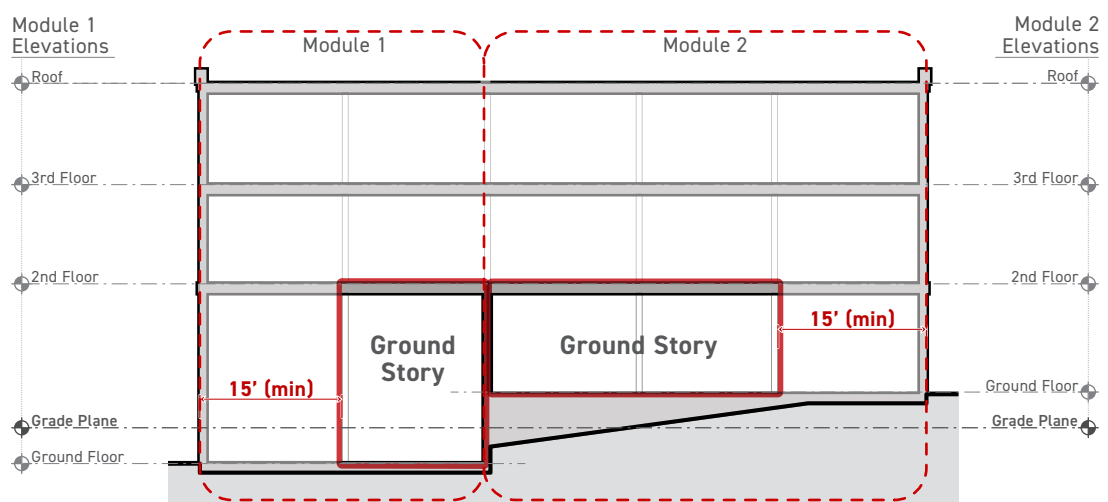 Module 1
Elevations
Module 1
Module 2
Module 2
Elevations
Roof
Roof
3rd Floor
3rd Floor
2nd Floor
2nd Floor
15’ (min)
Ground
Story
Ground Story
15’ (min)
Ground Floor
Grade Plane
Grade Plane
Ground Floor